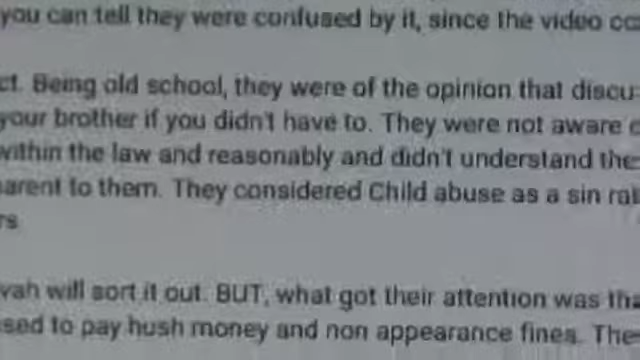 you can tell they were confused by it, since the video
ct. Being old school, they were of the opinion that discu
your brother if you didn't have to. They were not aware
within the law and reasonably and didn't understand the
arent to them. They considered Child abuse as a sin rat
rs
vah will sort it out. BUT, what got their attention was tha
sed to pay hush money and non appearance fines. The